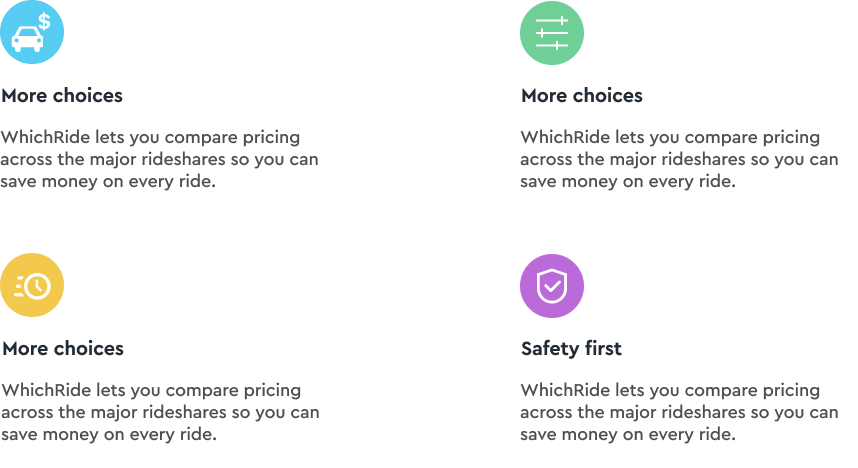 $
More choices
WhichRide lets you compare pricing
across the major rideshares so you can
save money on every ride.
More choices
WhichRide lets you compare pricing
across the major rideshares so you can
save money on every ride.
More choices
WhichRide lets you compare pricing
across the major rideshares so you can
save money on every ride.
Safety first
WhichRide lets you compare pricing
across the major rideshares so you can
save money on every ride.